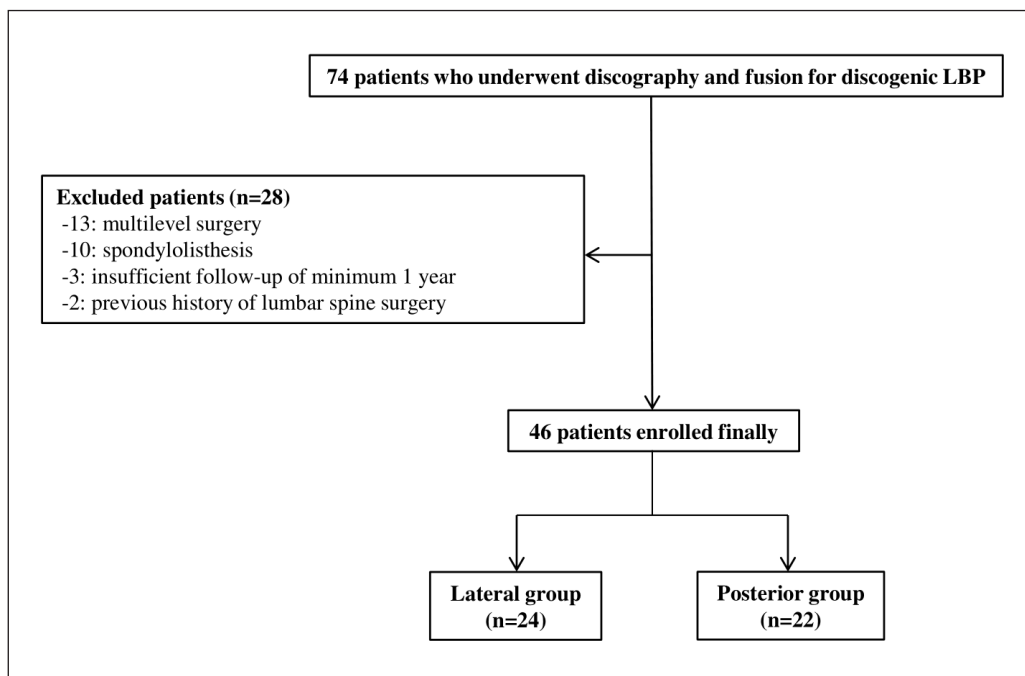 74 patients who underwent discography and fusion for discogenic LBP
Excluded patients (n=28)
-13: multilevel surgery
-10: spondylolisthesis
-3: insufficient follow-up of minimum 1 year
-2: previous history of lumbar spine surgery
46 patients enrolled finally
Lateral group
(n=24)
Posterior group
(n=22)